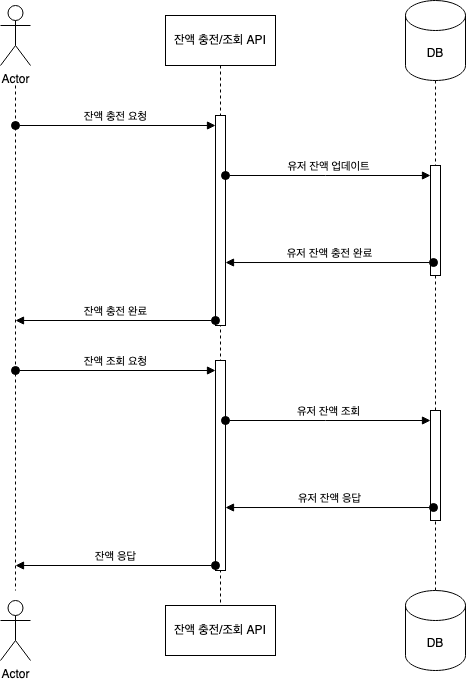 잔액 충전/조회 API
DB
Actor
잔액 충전 요청
유저 잔액 업데이트
유저 잔액 충전 완료
잔액 충전 완료
잔액 조회 요청
유저 잔액 조회
유저 잔액 응답
잔액 응답
잔액 충전/조회 API
DB
Actor